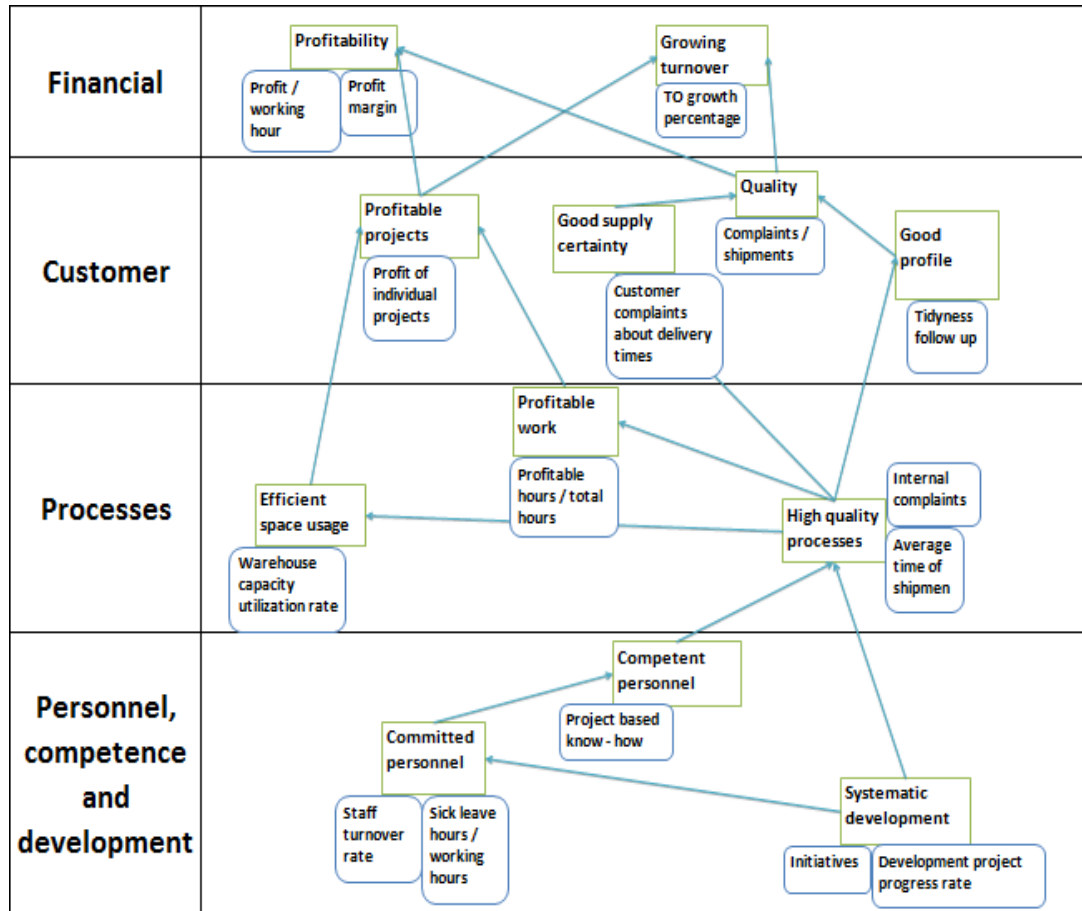 Financial
Profitability
Profit /
working
hour
Profit
margin
Growing
turnover
TO growth
percentage
Customer
Profitable
projects
Profit of
individual
projects
Good supply
certainty
Customer
complaints
about delivery
times
Quality
Complaints /
shipments
Good
profile
Tidyness
follow up
Processes
Efficient
space usage
Warehouse
capacity
utilization rate
Profitable
work
Profitable
hours / total
hours
High quality
processes
Internal
complaints
Average
time of
shipmen
Personnel,
competence
and
development
Committed
personnel
Staff
turnover
rate
Sick leave
hours /
working
hours
Competent
personnel
Project based
know - how
Systematic
development
Initiatives
Development project
progress rate